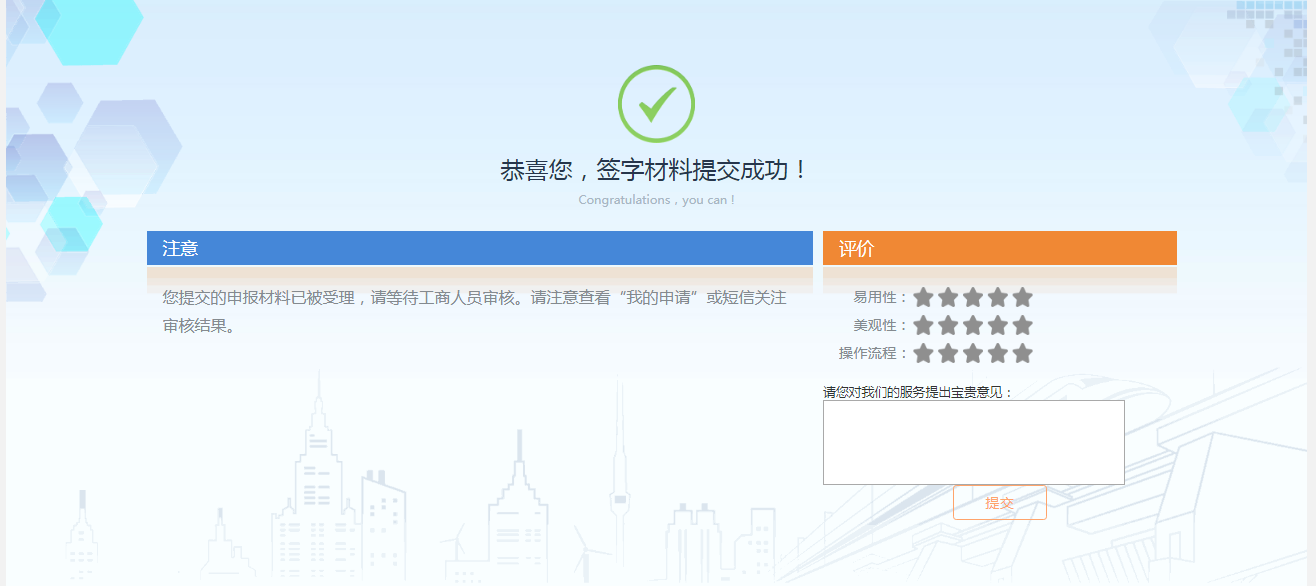 恭喜您，签字材料提交成功！
Congratulations , you can !
注意
您提交的申报材料已被受理，请等待工商人员审核。请注意查看“我的申请”或短信关注
审核结果。
评价
易用性：
美观性：
操作流程：
请您对我们的服务提出宝贵意见：
提交